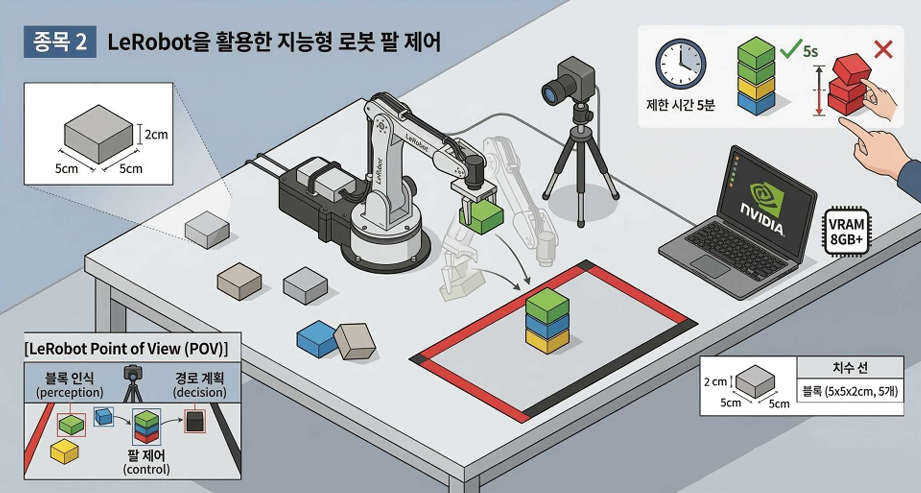 종목 2 LeRobot을 활용한 지능형 로봇 팔 제어
제한 시간 5분
5s
2cm
5cm 5cm
LeRobot
LeRobot
NVIDIA
VRAM
8GB+
[LeRobot Point of View (POV)]
블록 인식
(perception)
경로 계획
(decision)
팔 제어
(control)
2 cm
5cm 5cm
치수 선
블록 (5x5x2cm, 5개)